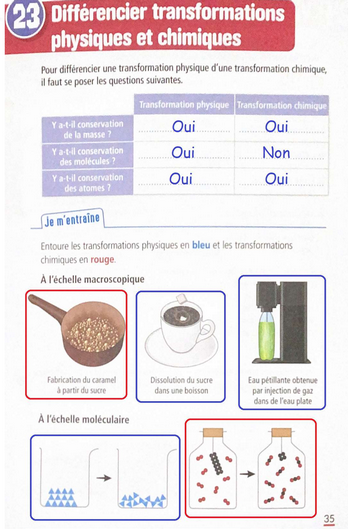 23 Différencier transformations
physiques et chimiques
Pour différencier une transformation physique d'une transformation chimique,
il faut se poser les questions suivantes.
Transformation physique Transformation chimique
Y a-t-il conservation
de la masse ? Oui Oui
Y a-t-il conservation
des molécules ? Oui Non
Y a-t-il conservation
des atomes ? Oui Oui
Je m'entraîne
Entoure les transformations physiques en bleu et les transformations
chimiques en rouge.
À l'échelle macroscopique
Fabrication du caramel
à partir du sucre
Dissolution du sucre
dans une boisson
Eau pétillante obtenue
par injection de gaz
dans de l'eau plate
À l'échelle moléculaire
35